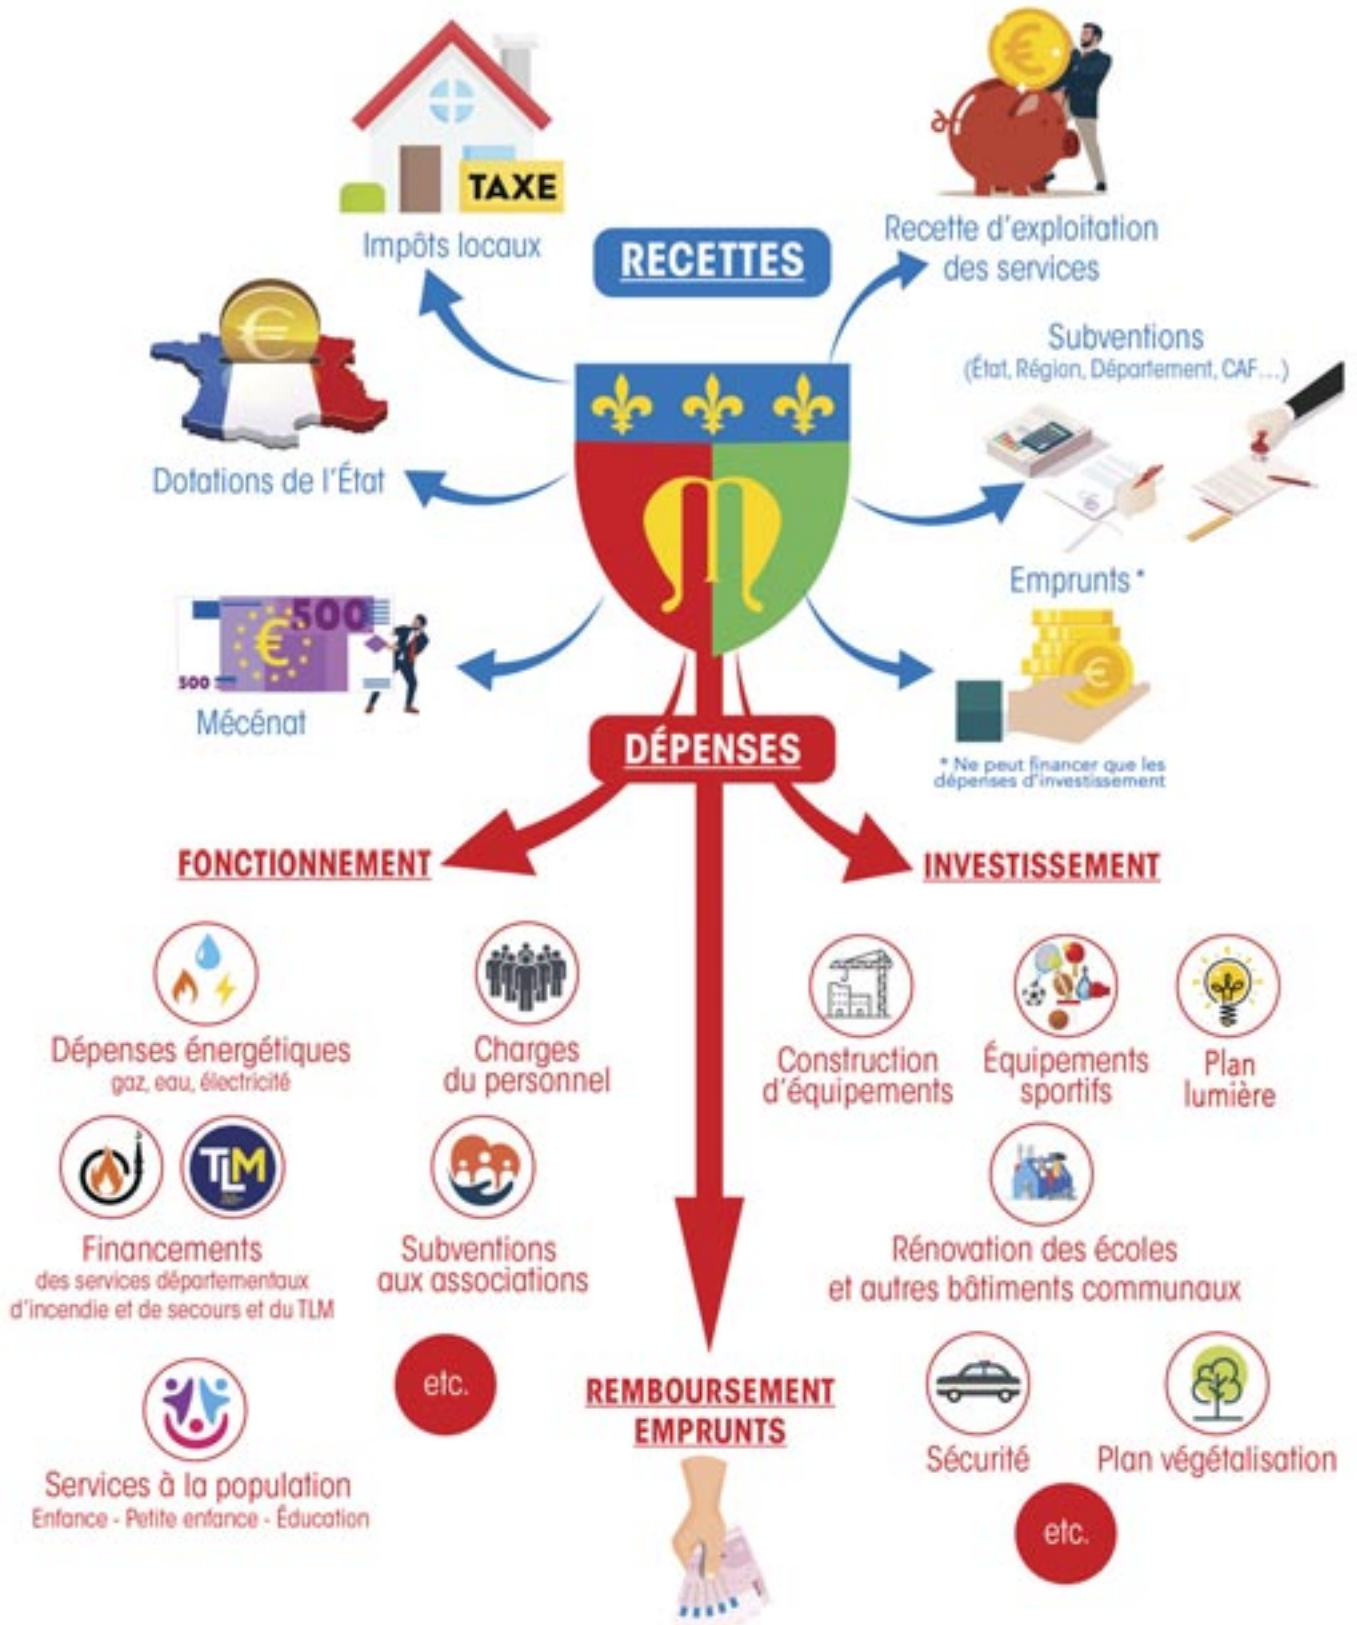 TAXE
Impôts locaux
RECETTES
Recette d'exploitation
des services
Subventions
(État, Région, Département, CAF...)
Dotations de l'État
Emprunts *
500
500
Mécénat
* Ne peut financer que les
dépenses d'investissement
DÉPENSES
FONCTIONNEMENT
INVESTISSEMENT
Dépenses énergétiques
gaz, eau, électricité
Charges
du personnel
Construction
d'équipements
Équipements
sportifs
Plan
lumière
TLM
Financements
des services départementaux
d'incendie et de secours et du TLM
Subventions
aux associations
Rénovation des écoles
et autres bâtiments communaux
etc.
REMBOURSEMENT
EMPRUNTS
Sécurité
Plan végétalisation
Services à la population
Enfance - Petite enfance - Éducation
etc.